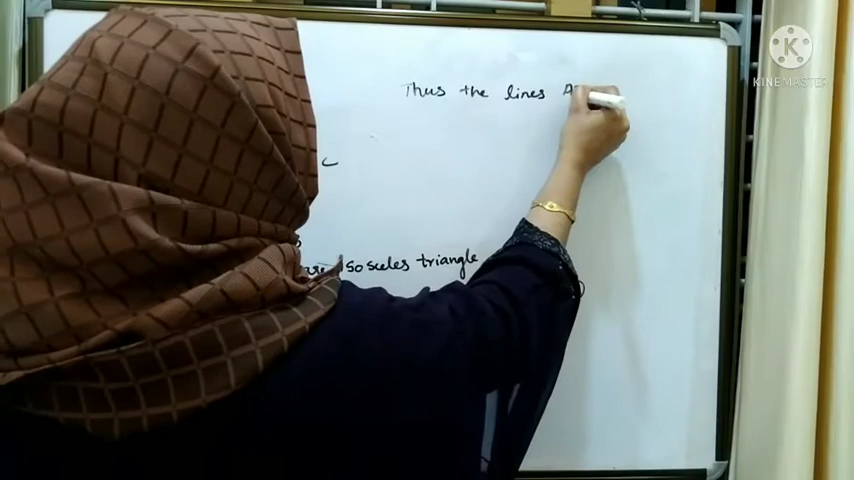 Thus the lines A
C
isosceles triangle
K
KINEMASTER